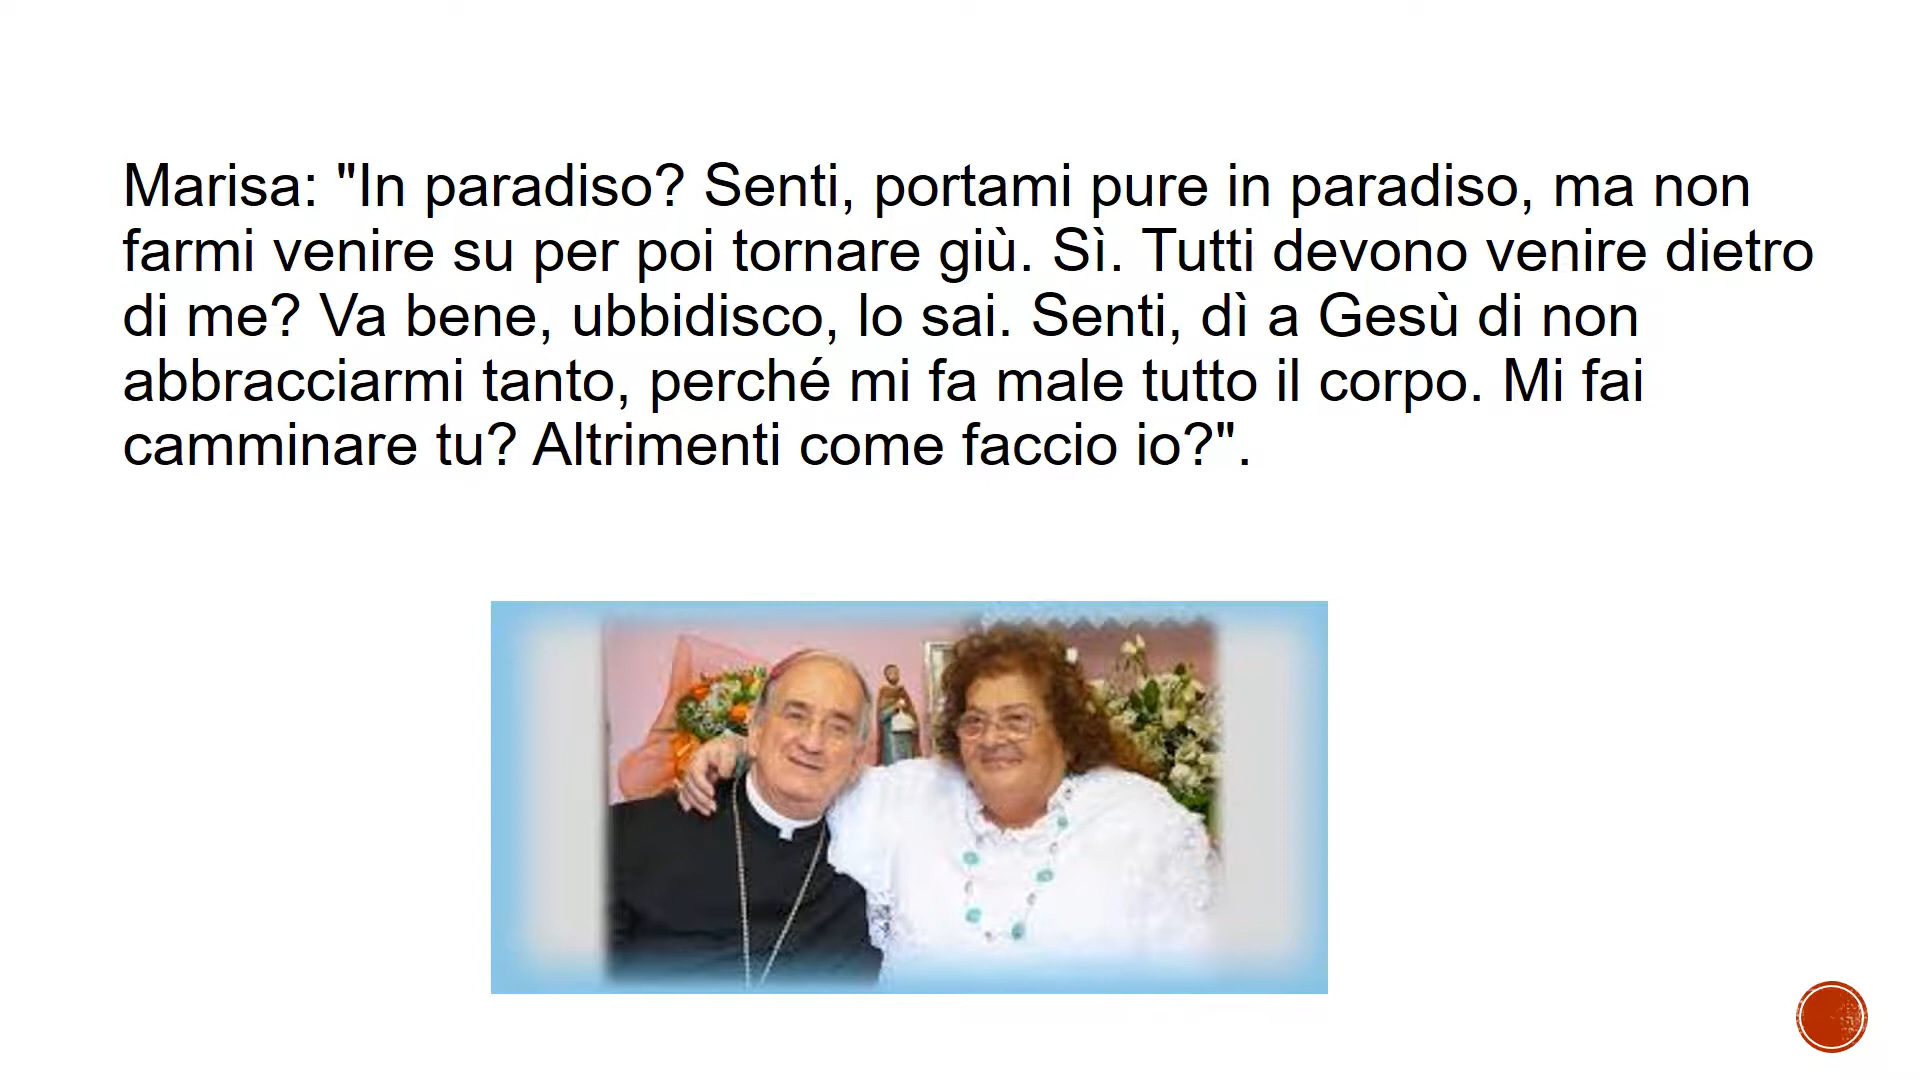 Marisa: "In paradiso? Senti, portami pure in paradiso, ma non
farmi venire su per poi tornare giù. Sì. Tutti devono venire dietro
di me? Va bene, ubbidisco, lo sai. Senti, dì a Gesù di non
abbracciarmi tanto, perché mi fa male tutto il corpo. Mi fai
camminare tu? Altrimenti come faccio io?".